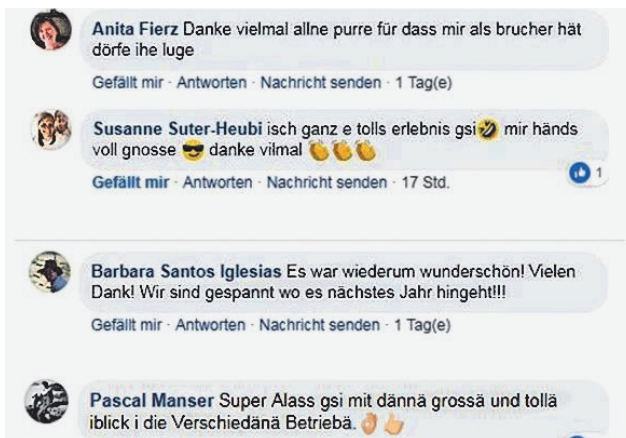 Anita Fierz Danke vielmal allne purre für dass mir als brucher hät
dörfe ihe luge
Gefällt mir · Antworten · Nachricht senden · 1 Tag(e)
Susanne Suter-Heubi isch ganz e tolls erlebnis gsi🤣 mir händs
voll gnosse 😎 danke vilmal 👏👏👏
Gefällt mir · Antworten · Nachricht senden · 17 Std.
1
Barbara Santos Iglesias Es war wiederum wunderschön! Vielen
Dank! Wir sind gespannt wo es nächstes Jahr hingeht!!!
Gefällt mir · Antworten · Nachricht senden · 1 Tag(e)
Pascal Manser Super Alass gsi mit dännä grossä und tollä
iblick i die Verschiedänä Betriebä.👌👍